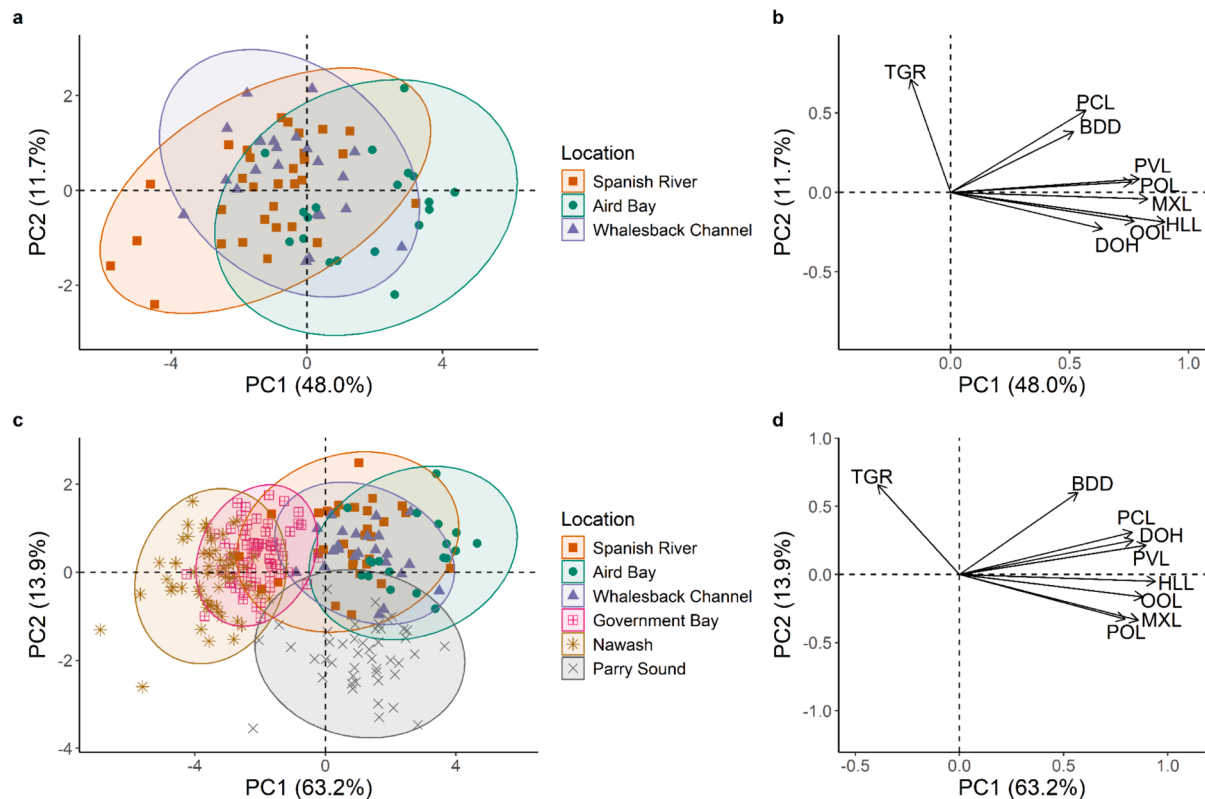 a
PC2 (11.7%)
2
0
-2
-4
0
4
PC1 (48.0%)
Location
Spanish River
Aird Bay
Whalesback Channel
b
PC2 (11.7%)
0.5
0.0
-0.5
TGR
PCL
BDD
PVL
POL
MXL
HLL
OOL
DOH
0.0
0.5
1.0
PC1 (48.0%)
c
PC2 (13.9%)
2
0
-2
-4
-4
0
4
PC1 (63.2%)
Location
Spanish River
Aird Bay
Whalesback Channel
Government Bay
Nawash
Parry Sound
d
PC2 (13.9%)
1.0
0.5
0.0
-0.5
-1.0
TGR
BDD
PCL
DOH
PVL
HLL
OOL
MXL
POL
-0.5
0.0
0.5
1.0
PC1 (63.2%)